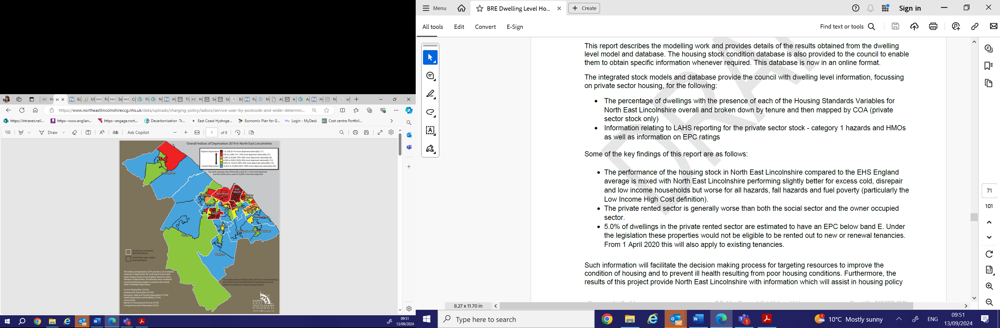 se
Ec
Ul
NLC
Fir
NLC
Se
NLC
Cc
Fi
N
H
Ti
H
Se
Se
Er
Fu
M
A
A
Ac
H
N
G
wl
https://www.northeastlincolnshireccg.nhs.uk/data/uploads/charging-policy/iadocs/service-user-by-postcode-and-wider-determin...
https://intranet.neli...
https--www.anglian...
https--engage.nort...
Decarbonisation Tr...
East Coast Hydroge...
Economic Plan for G...
My Login - MyDesk
Cost centre Portfoli...
Draw
Ask Copilot
1
of 8
Overall Indices of Deprivation 2019 in North East Lincolnshire
Highest Deprivation
1 to 328 (0-1% most deprived nationally) (11)
329 to 3,284 (1% -10% most deprived nationally) (21)
3,285 to 6,568 (10%-20% most deprived nationally) (8)
6,569 to 9,853 (20%-30% most deprived nationally) (13)
9,854 to 16,422 (30%-50% most deprived nationally) (14)
Lowest Deprivation
16,423 to 32,844 (50%-100% most deprived nationally) (39)
For each measure, the LSOA with a rank of 1 is the most deprived
and the LSOA with a rank of 32,844 is the least deprived
Immingham
West Marsh
East
Marsh
Freshney
South
Scartho
Humberston and New Waltham
Wolds
Waltham
North East Lincolnshire
Ward Boundaries
Lower-layer super output
area Boundaries
The Indices of Deprivation 2019 provide a set of relative
measures of deprivation for small areas (Lower-layer
Super Output Areas) across England, based on seven
domains of deprivation. The domains were combined
using the following weights to produce the overall
Index of Multiple Deprivation:
Income Deprivation (22.5%)
Employment Deprivation (22.5%)
Education, Skills and Training Deprivation (13.5%)
Health Deprivation and Disability (13.5%)
Crime (9.3%)
Barriers to Housing and Services (9.3%)
Living Environment Deprivation (9.3%)
The English Indices of Deprivation 2019 were constructed by a
joint research partnership between Deprivation.org and
Oxford Consultants for Social Inclusion (OCSI)
NORTH
EAST
LINCOLNSHIRE
COUNCIL
www.nelincs.gov.uk
09:51
13/09/2024
Menu
BRE Dwelling Level Ho...
Create
Sign in
All tools
Edit
Convert
E-Sign
Find text or tools
DRAF
This report describes the modelling work and provides details of the results obtained from the dwelling
level model and database. The housing stock condition database is also provided to the council to enable
them to obtain specific information whenever required. This database is now in an online format.
The integrated stock models and database provide the council with dwelling level information, focussing
on private sector housing, for the following:
• The percentage of dwellings with the presence of each of the Housing Standards Variables for
North East Lincolnshire overall and broken down by tenure and then mapped by COA (private
sector stock only)
• Information relating to LAHS reporting for the private sector stock - category 1 hazards and HMOs
as well as information on EPC ratings
Some of the key findings of this report are as follows:
• The performance of the housing stock in North East Lincolnshire compared to the EHS England
average is mixed with North East Lincolnshire performing slightly better for excess cold, disrepair
and low income households but worse for all hazards, fall hazards and fuel poverty (particularly the
Low Income High Cost definition).
• The private rented sector is generally worse than both the social sector and the owner occupied
sector.
• 5.0% of dwellings in the private rented sector are estimated to have an EPC below band E. Under
the legislation these properties would not be eligible to be rented out to new or renewal tenancies.
From 1 April 2020 this will also apply to existing tenancies.
Such information will facilitate the decision making process for targeting resources to improve the
condition of housing and to prevent ill health resulting from poor housing conditions. Furthermore, the
results of this project provide North East Lincolnshire with information which will assist in housing policy
71
101
8.27 x 11.70 in
Type here to search
10°C Mostly sunny
ENG
09:51
13/09/2024